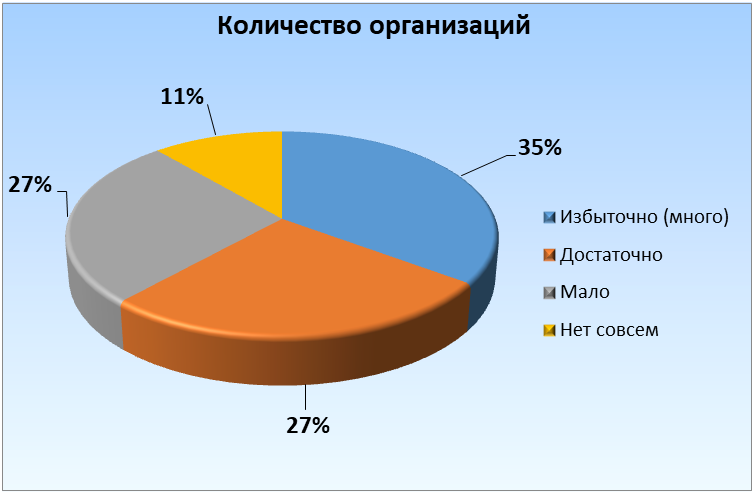 Количество организаций
11%
35%
27%
27%
Избыточно (много)
Достаточно
Мало
Нет совсем